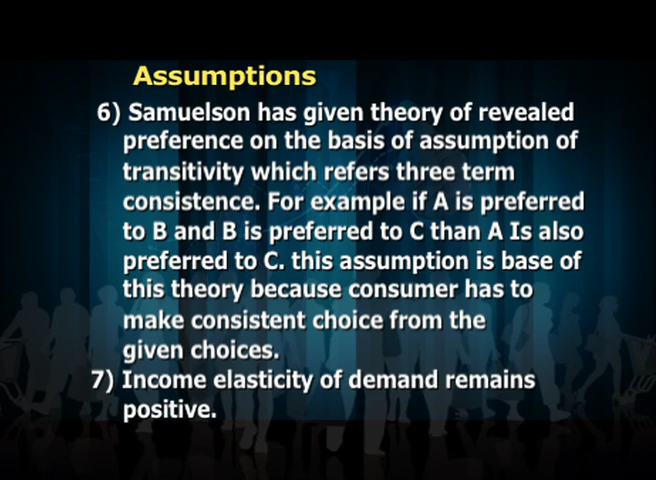 Assumptions
6) Samuelson has given theory of revealed
preference on the basis of assumption of
transitivity which refers three term
consistence. For example if A is preferred
to B and B is preferred to C than A Is also
preferred to C. this assumption is base of
this theory because consumer has to
make consistent choice from the
given choices.
7) Income elasticity of demand remains
positive.